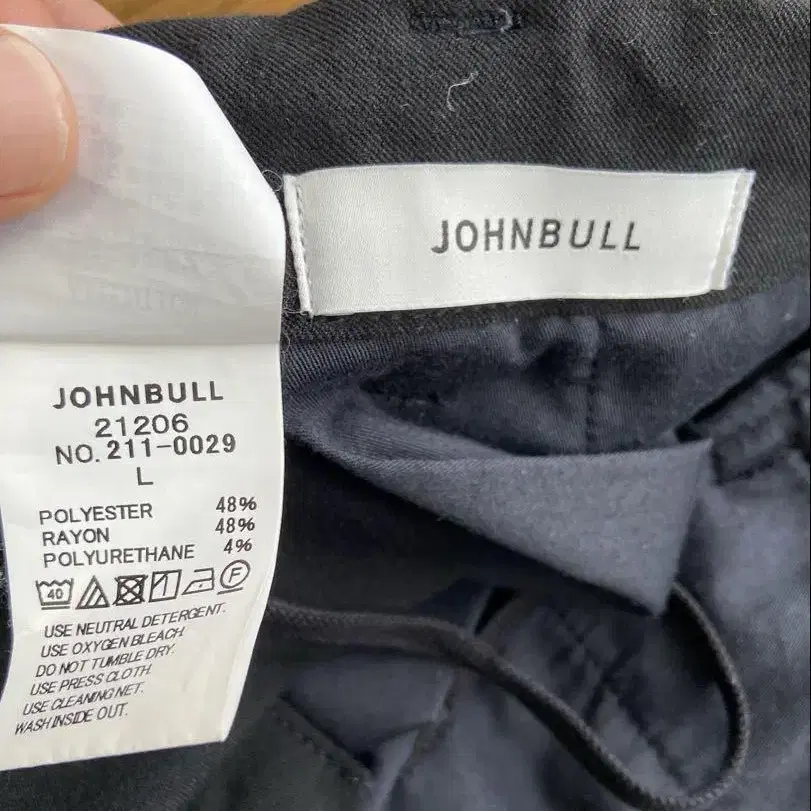 JOHNBULL
JOHNBULL
21206
NO. 211-0029
L
POLYESTER 48%
RAYON 48%
POLYURETHANE 4%
40 F
USE NEUTRAL DETERGENT.
USE OXYGEN BLEACH.
DO NOT TUMBLE DRY.
USE PRESS CLOTH.
USE CLEANING NET.
WASH INSIDE OUT.